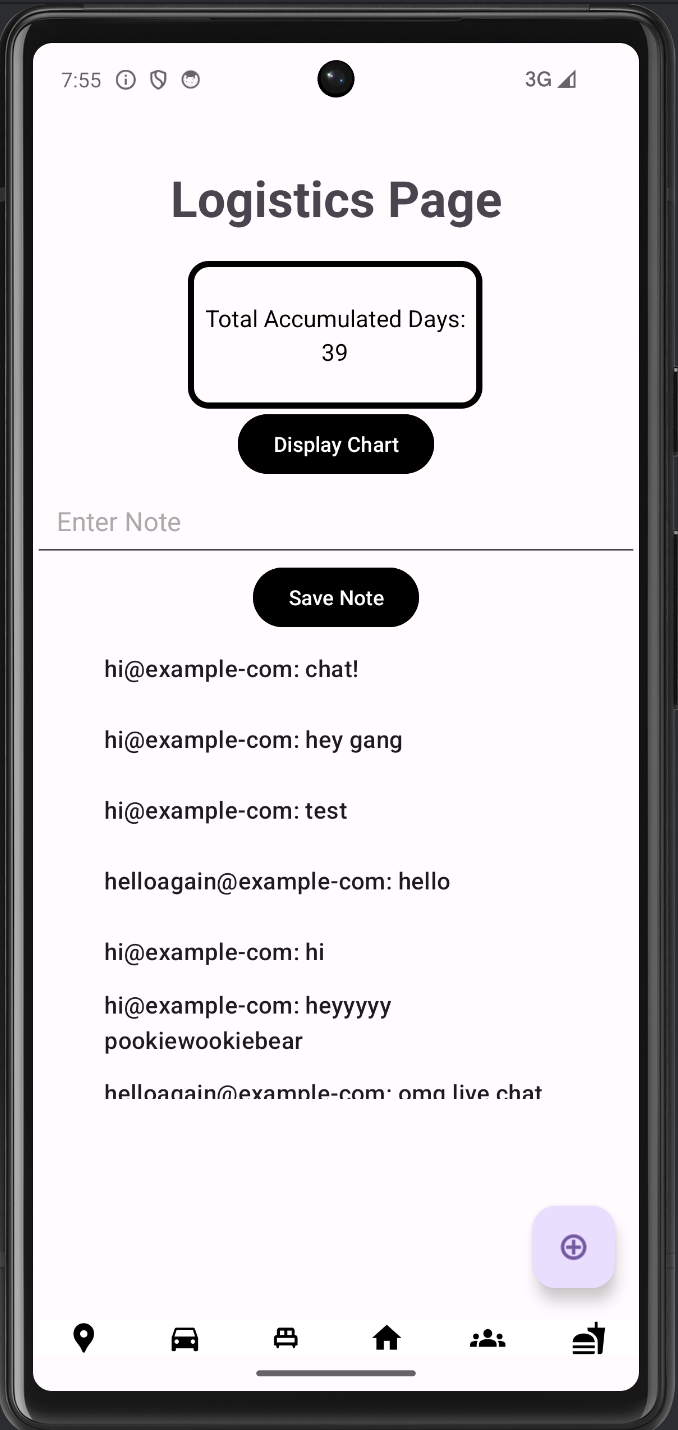 7:55
3G
Logistics Page
Total Accumulated Days:
39
Display Chart
Enter Note
Save Note
hi@example-com: chat!
hi@example-com: hey gang
hi@example-com: test
helloagain@example-com: hello
hi@example-com: hi
hi@example-com: heyyyyy
pookiewookiebear
helloagain@example-com: omg live chat